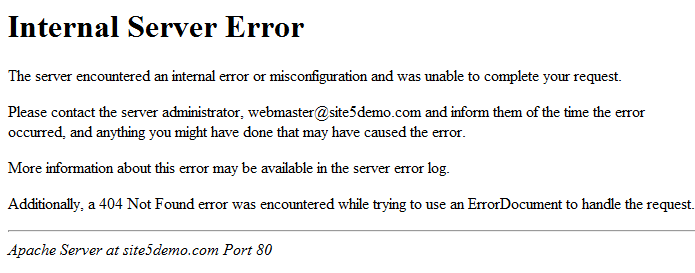 Internal Server Error
The server encountered an internal error or misconfiguration and was unable to complete your request.
Please contact the server administrator, webmaster@site5demo.com and inform them of the time the error
occurred, and anything you might have done that may have caused the error.
More information about this error may be available in the server error log.
Additionally, a 404 Not Found error was encountered while trying to use an ErrorDocument to handle the request.
Apache Server at site5demo.com Port 80